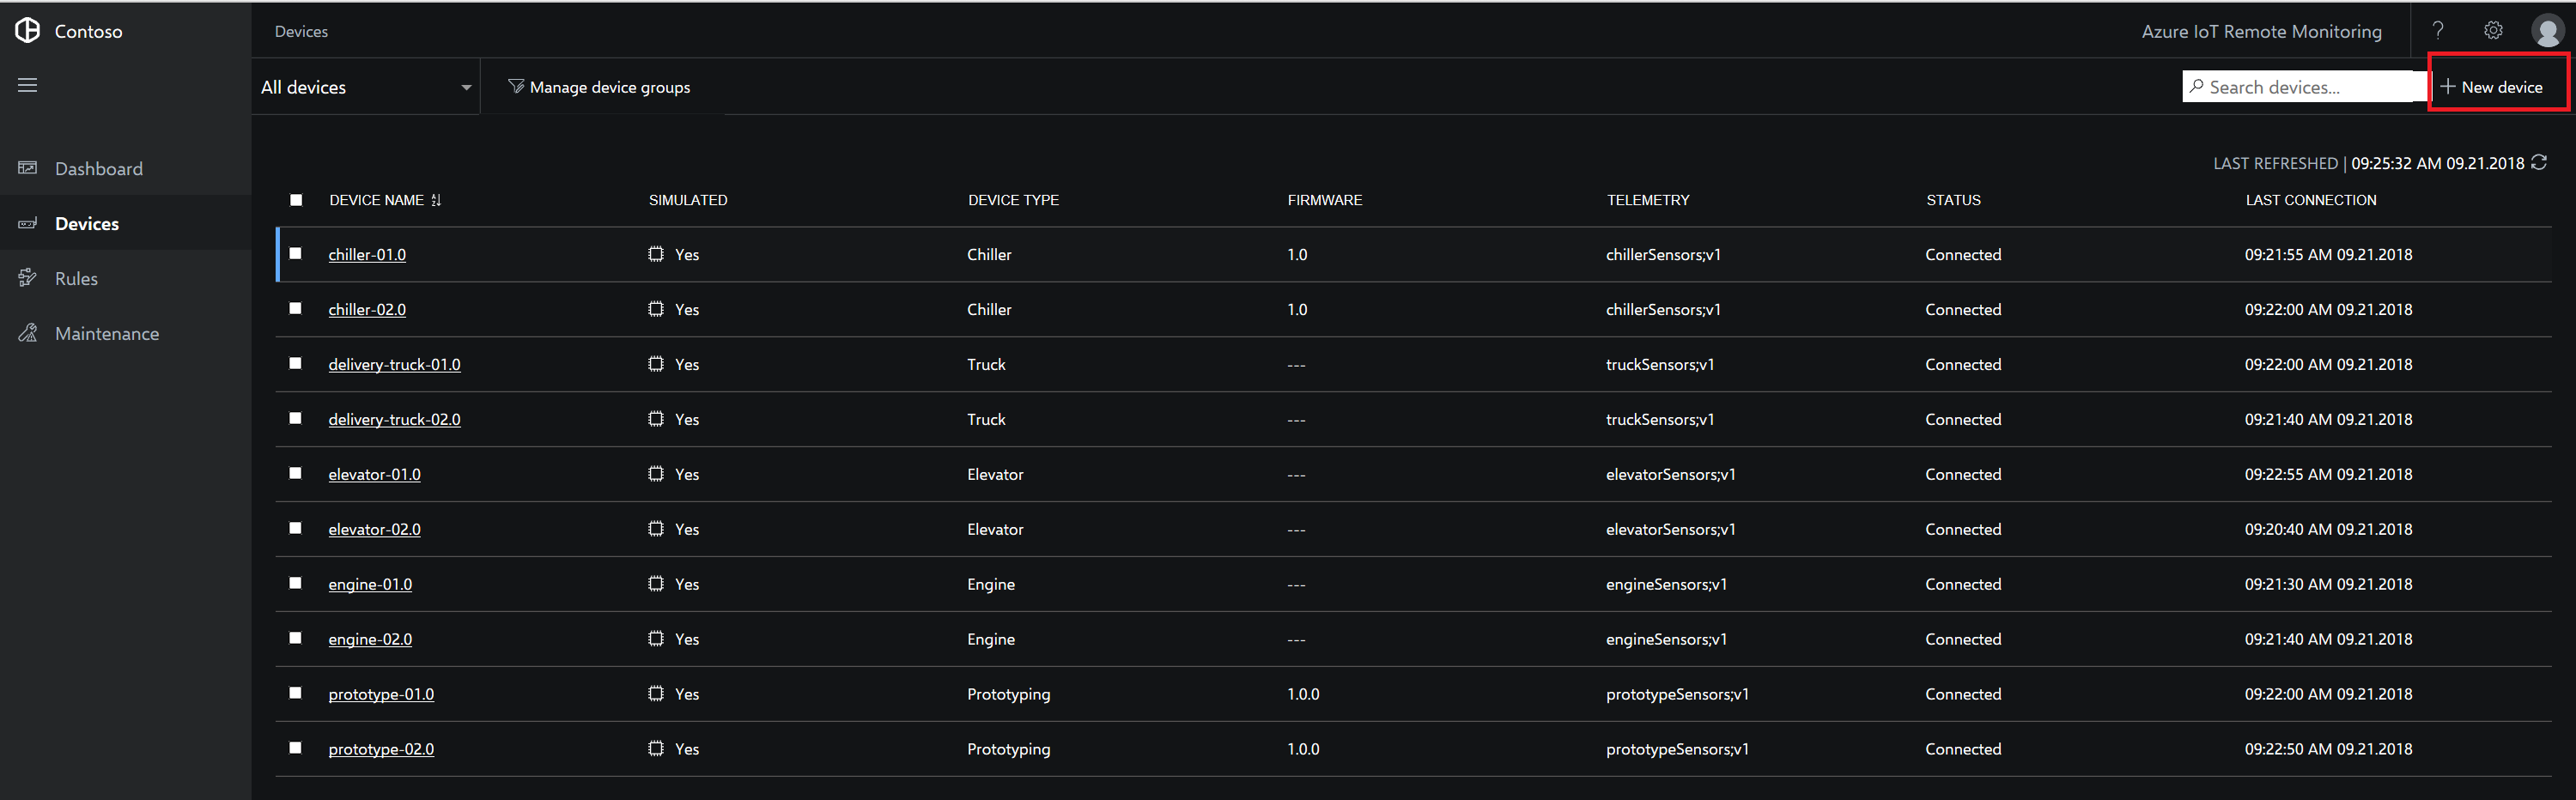 Contoso
Devices
Azure IoT Remote Monitoring
?
All devices
Manage device groups
Search devices...
New device
Dashboard
Devices
Rules
Maintenance
LAST REFRESHED | 09:25:32 AM 09.21.2018
DEVICE NAME SIMULATED DEVICE TYPE FIRMWARE TELEMETRY STATUS LAST CONNECTION
chiller-01.0 Yes Chiller 1.0 chillerSensors;v1 Connected 09:21:55 AM 09.21.2018
chiller-02.0 Yes Chiller 1.0 chillerSensors;v1 Connected 09:22:00 AM 09.21.2018
delivery-truck-01.0 Yes Truck --- truckSensors;v1 Connected 09:22:00 AM 09.21.2018
delivery-truck-02.0 Yes Truck --- truckSensors;v1 Connected 09:21:40 AM 09.21.2018
elevator-01.0 Yes Elevator --- elevatorSensors;v1 Connected 09:22:55 AM 09.21.2018
elevator-02.0 Yes Elevator --- elevatorSensors;v1 Connected 09:20:40 AM 09.21.2018
engine-01.0 Yes Engine --- engineSensors;v1 Connected 09:21:30 AM 09.21.2018
engine-02.0 Yes Engine --- engineSensors;v1 Connected 09:21:40 AM 09.21.2018
prototype-01.0 Yes Prototyping 1.0.0 prototypeSensors;v1 Connected 09:22:00 AM 09.21.2018
prototype-02.0 Yes Prototyping 1.0.0 prototypeSensors;v1 Connected 09:22:50 AM 09.21.2018